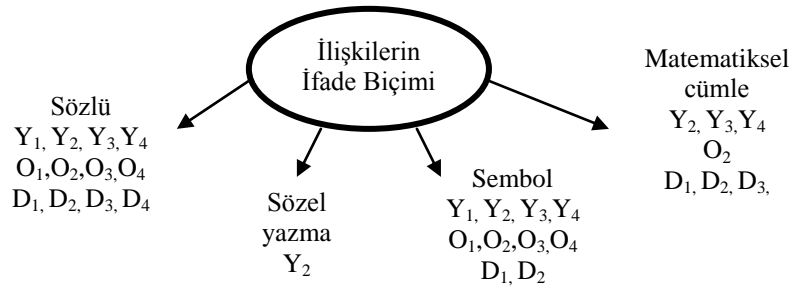 İlişkilerin
İfade Biçimi
Sözlü
Y1, Y2, Y3,Y4
O1,O2,O3,O4
D1, D2, D3, D4
Sözel
yazma
Y2
Sembol
Y1, Y2, Y3,Y4
O1,O2,O3,O4
D1, D2
Matematiksel
cümle
Y2, Y3,Y4
O2
D1, D2, D3,